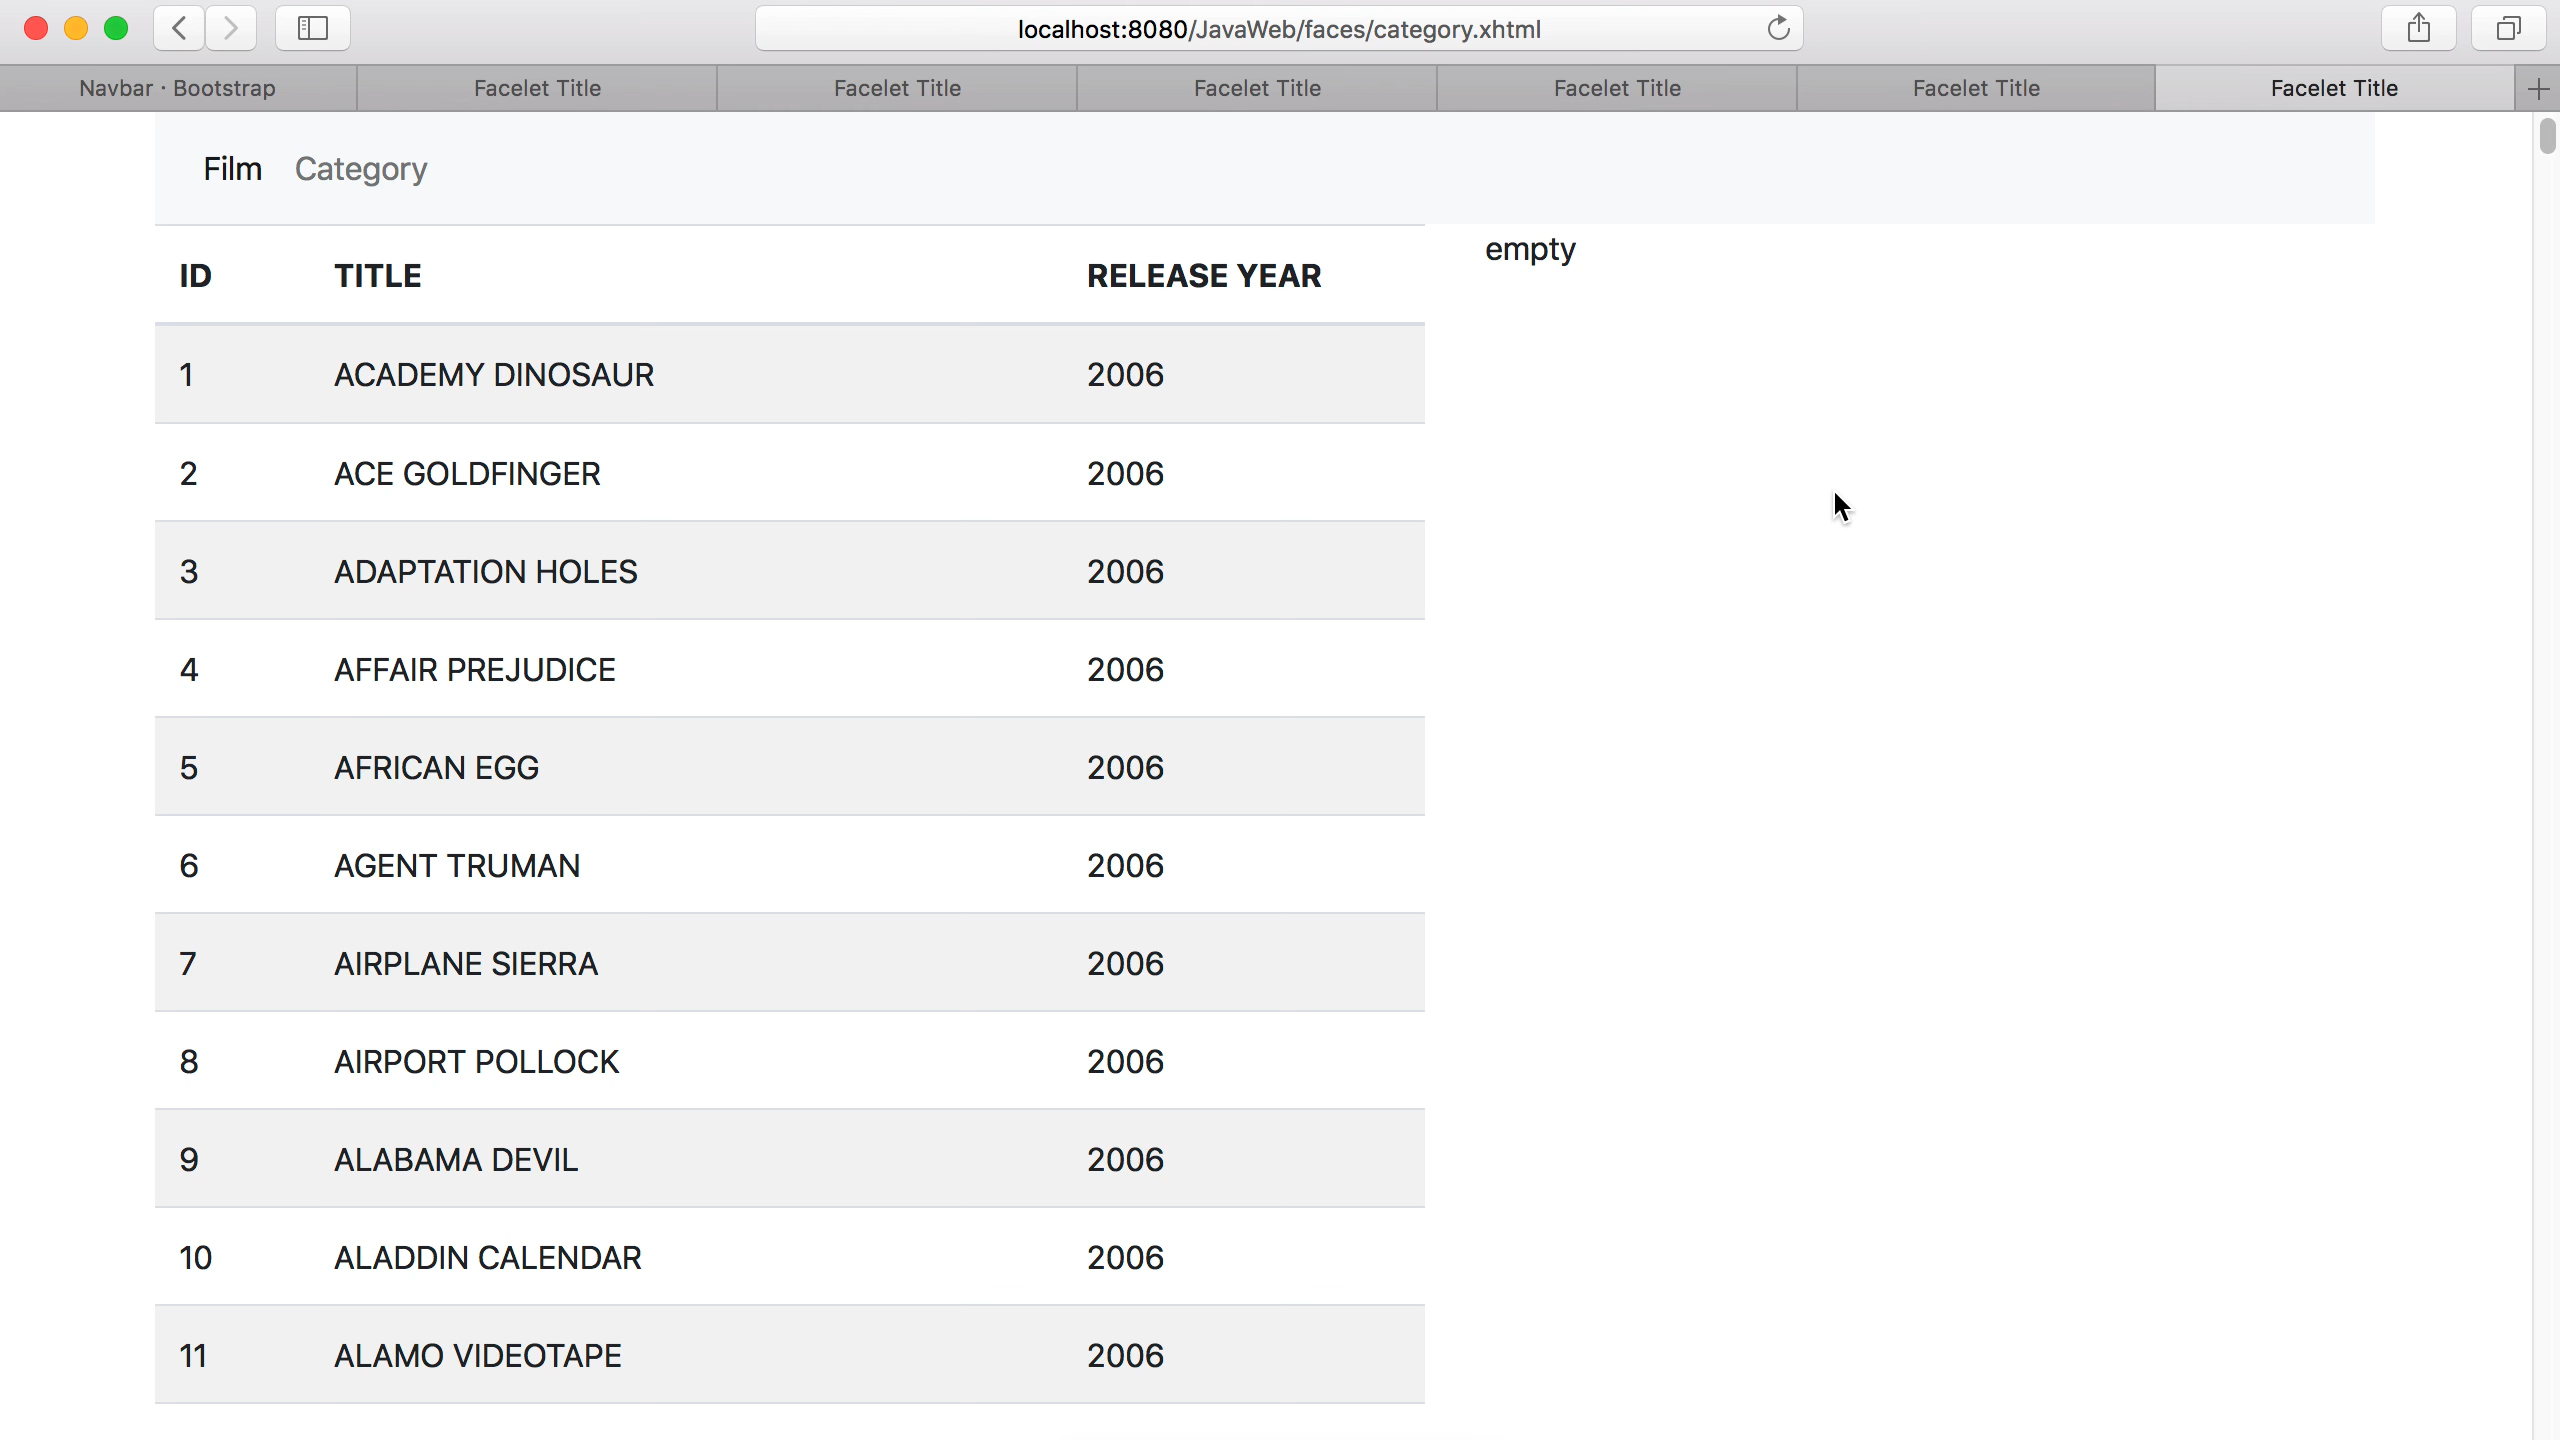 localhost:8080/JavaWeb/faces/category.xhtml
Navbar · Bootstrap Facelet Title Facelet Title Facelet Title Facelet Title Facelet Title Facelet Title
Film Category
empty
ID TITLE RELEASE YEAR
1 ACADEMY DINOSAUR 2006
2 ACE GOLDFINGER 2006
3 ADAPTATION HOLES 2006
4 AFFAIR PREJUDICE 2006
5 AFRICAN EGG 2006
6 AGENT TRUMAN 2006
7 AIRPLANE SIERRA 2006
8 AIRPORT POLLOCK 2006
9 ALABAMA DEVIL 2006
10 ALADDIN CALENDAR 2006
11 ALAMO VIDEOTAPE 2006